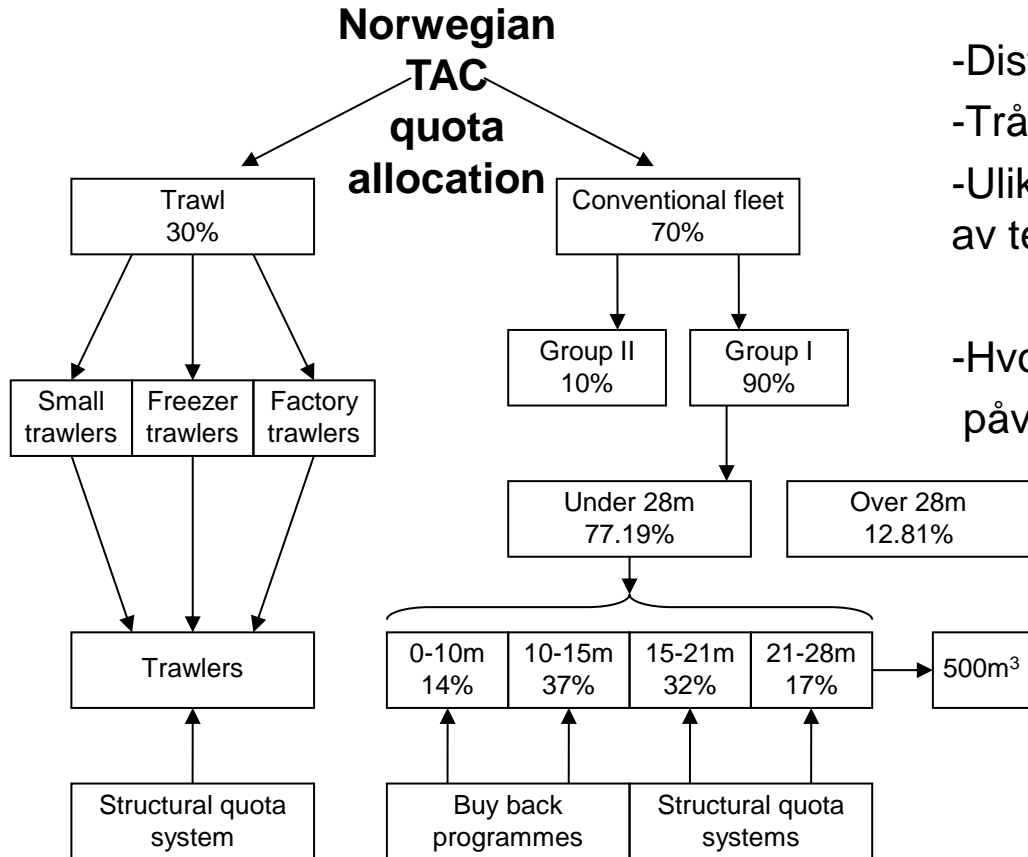 Norwegian
TAC
quota
allocation
Trawl
30%
Conventional fleet
70%
Group II
10%
Group I
90%
Small
trawlers
Freezer
trawlers
Factory
trawlers
Under 28m
77.19%
Over 28m
12.81%
Trawlers
0-10m
14%
10-15m
37%
15-21m
32%
21-28m
17%
500m³
Structural quota
system
Buy back
programmes
Structural quota
systems
-Dis
-Trå
-Ulik
av te
-Hvo
påv